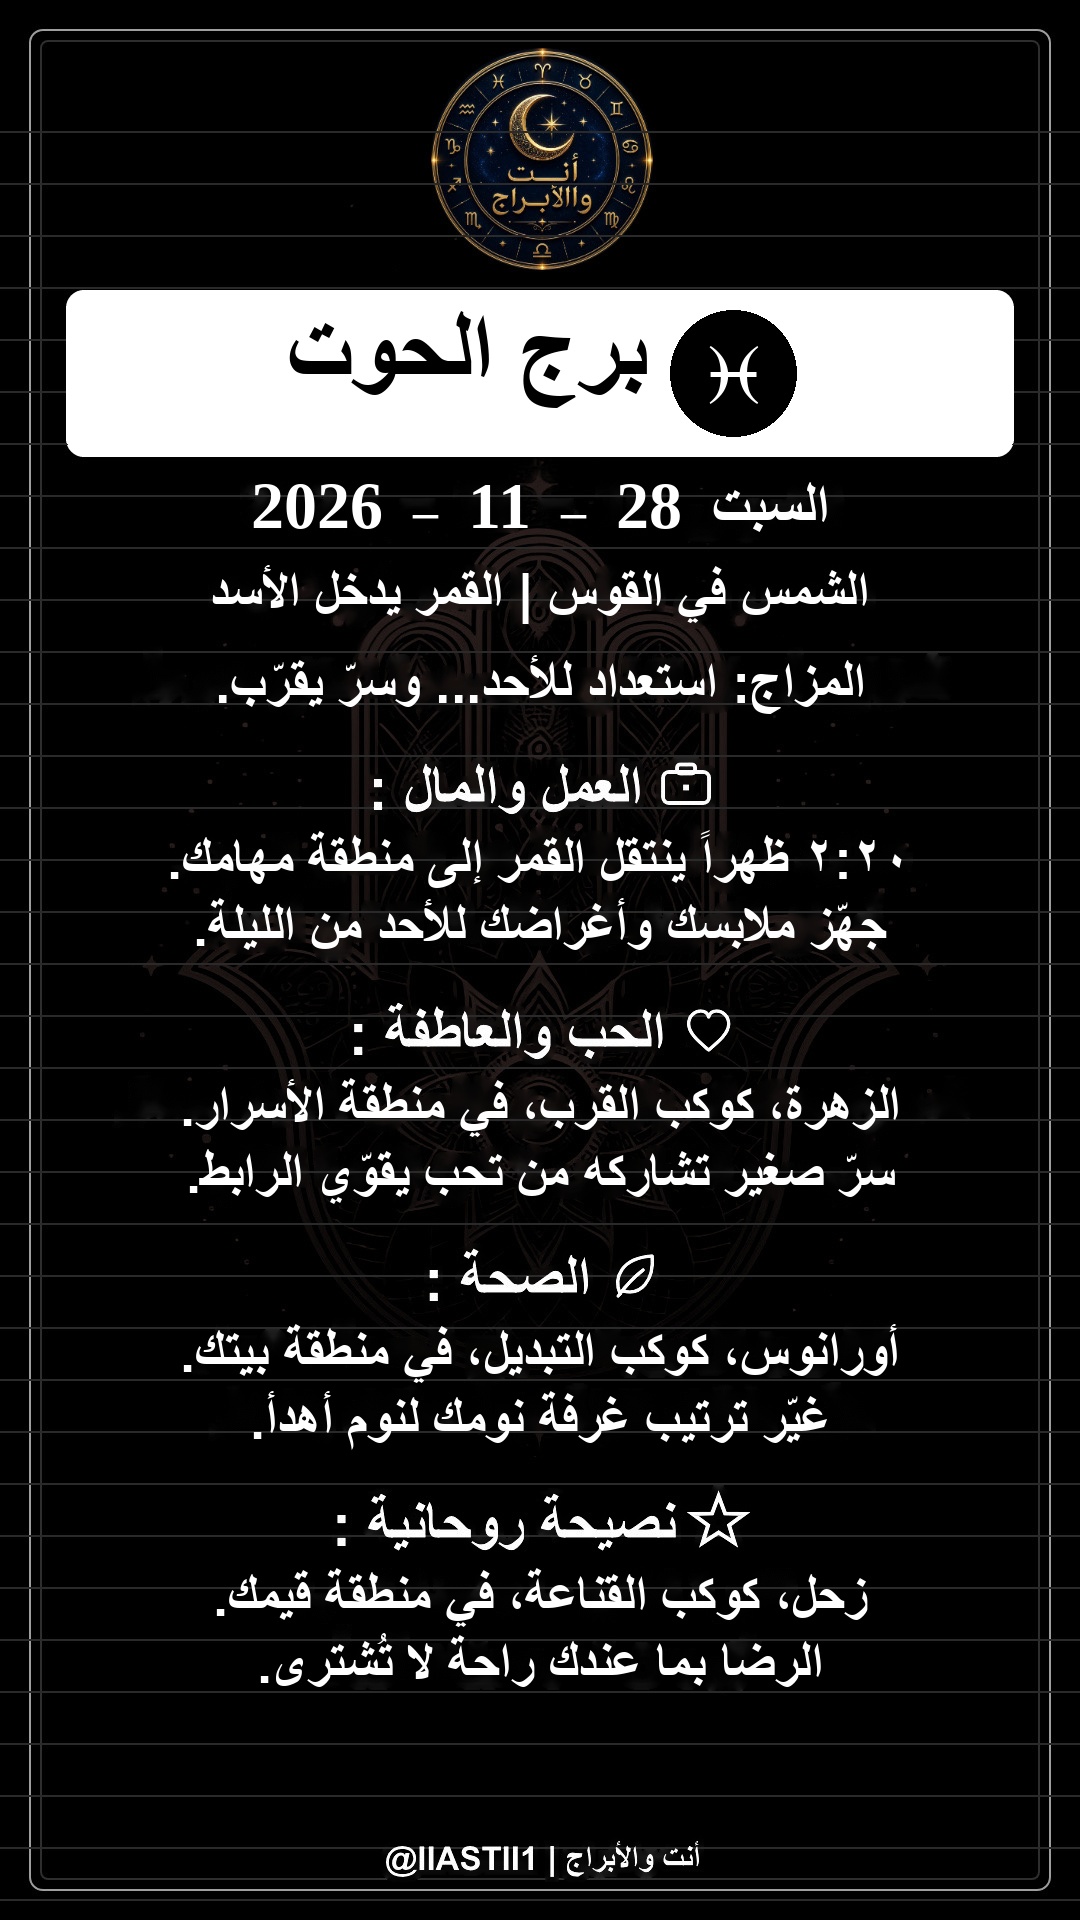 أنت
واالأبراج
برج الحوت
السبت 28 – 11 – 2026
الشمس في القوس | القمر يدخل الأسد
المزاج: استعداد للأحد... وسرّ يقرّب.
العمل والمال :
٢:٢٠ ظهراً ينتقل القمر إلى منطقة مهامك.
جهّز ملابسك وأغراضك للأحد من الليلة.
الحب والعاطفة :
الزهرة، كوكب القرب، في منطقة الأسرار.
سرّ صغير تشاركه من تحب يقوّي الرابط.
الصحة :
أورانوس، كوكب التبديل، في منطقة بيتك.
غيّر ترتيب غرفة نومك لنوم أهدأ.
نصيحة روحانية :
زحل، كوكب القناعة، في منطقة قيمك.
الرضا بما عندك راحة لا تُشترى.
أنت والأبراج | @IIASTII1